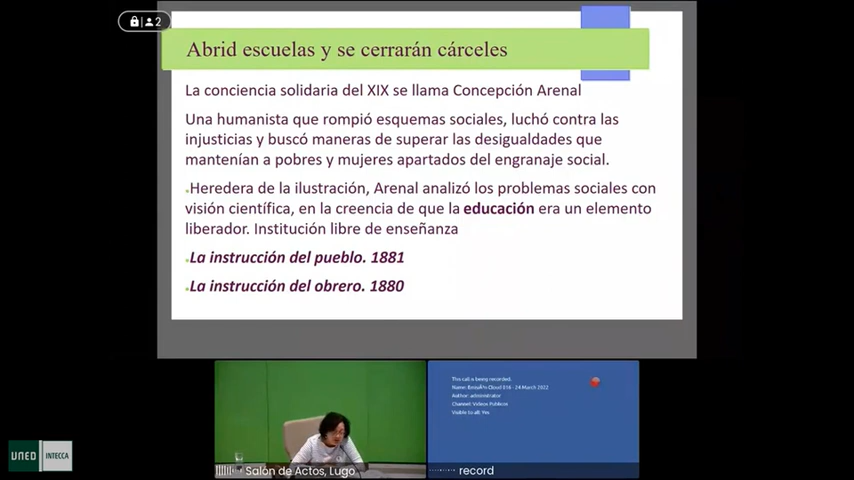 2
Abrid escuelas y se cerrarán cárceles
La conciencia solidaria del XIX se llama Concepción Arenal
Una humanista que rompió esquemas sociales, luchó contra las
injusticias y buscó maneras de superar las desigualdades que
mantenían a pobres y mujeres apartados del engranaje social.
Heredera de la ilustración, Arenal analizó los problemas sociales con
visión científica, en la creencia de que la educación era un elemento
liberador. Institución libre de enseñanza
La instrucción del pueblo. 1881
La instrucción del obrero. 1880
This call is being recorded.
Cloud E16 - 24 March 2022
Author: administrator
Channel: Videos Publicos
Visible to all: Yes
Salón de Actos, Lugo
record
UNED INTECCA